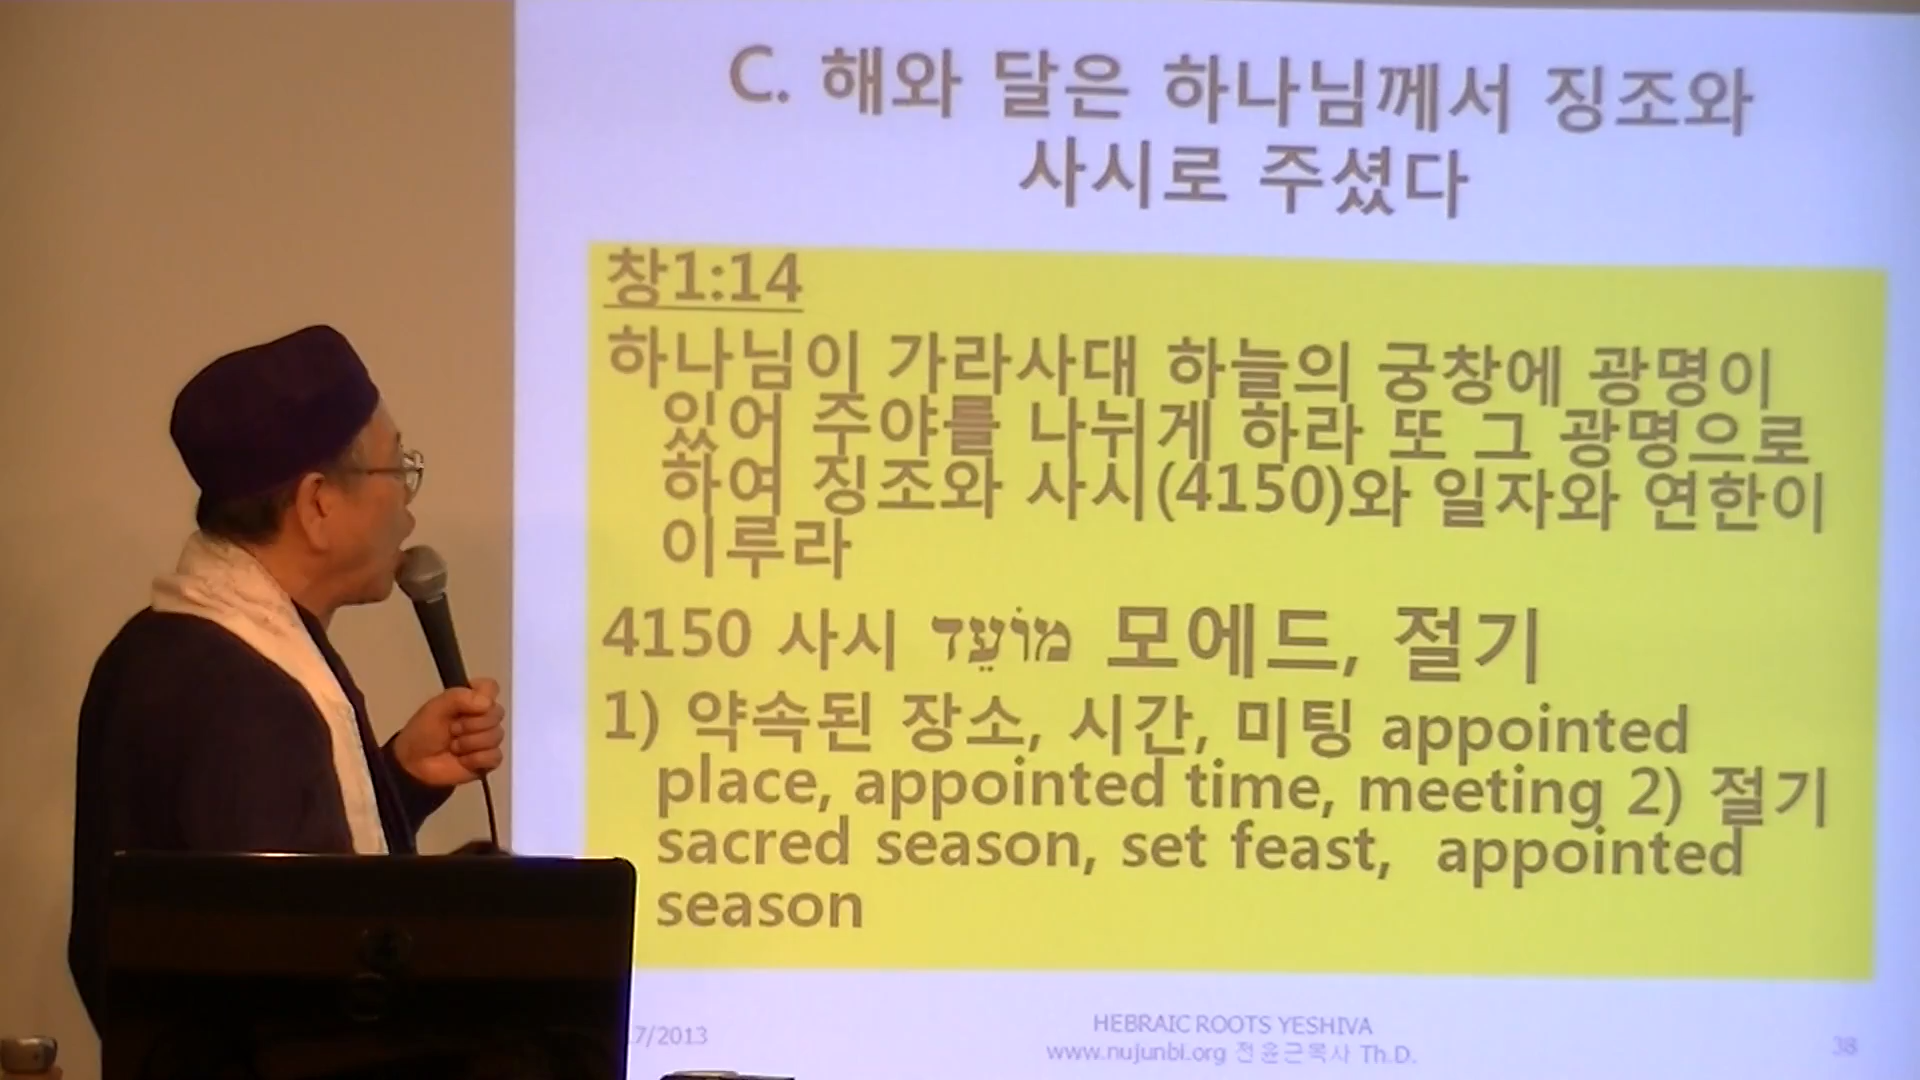 C. 해와 달은 하나님께서 징조와
사시로 주셨다
창1:14
하나님이 가라사대 하늘의 궁창에 광명이
있어 주야를 나뉘게 하라 또 그 광명으로
하여 징조와 사시(4150)와 일자와 연한이
이루라
4150 사시 מוֹעֵד 모에드, 절기
1) 약속된 장소, 시간, 미팅 appointed
place, appointed time, meeting 2) 절기
sacred season, set feast, appointed
season
17/2013
HEBRAIC ROOTS YESHIVA
www.nujunbi.org 전윤근목사 Th.D.
38